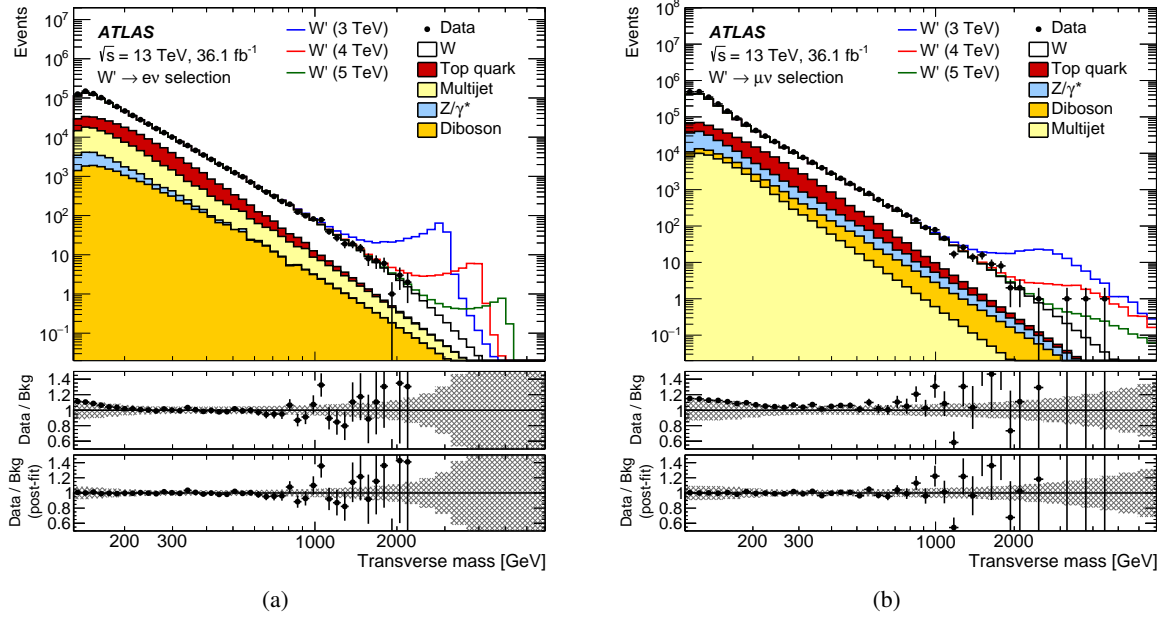 Events
10⁷
10⁶
10⁵
10⁴
10³
10²
10
1
10⁻¹
ATLAS
√s = 13 TeV, 36.1 fb⁻¹
W' → eν selection
W' (3 TeV)
W' (4 TeV)
W' (5 TeV)
Data
W
Top quark
Multijet
Z/γ*
Diboson
Data / Bkg
1.4
1.2
1
0.8
0.6
Data / Bkg
(post-fit)
1.4
1.2
1
0.8
0.6
200 300 1000 2000
Transverse mass [GeV]
(a)
Events
10⁸
10⁷
10⁶
10⁵
10⁴
10³
10²
10
1
10⁻¹
ATLAS
√s = 13 TeV, 36.1 fb⁻¹
W' → μν selection
W' (3 TeV)
W' (4 TeV)
W' (5 TeV)
Data
W
Top quark
Z/γ*
Diboson
Multijet
Data / Bkg
1.4
1.2
1
0.8
0.6
Data / Bkg
(post-fit)
1.4
1.2
1
0.8
0.6
200 300 1000 2000
Transverse mass [GeV]
(b)